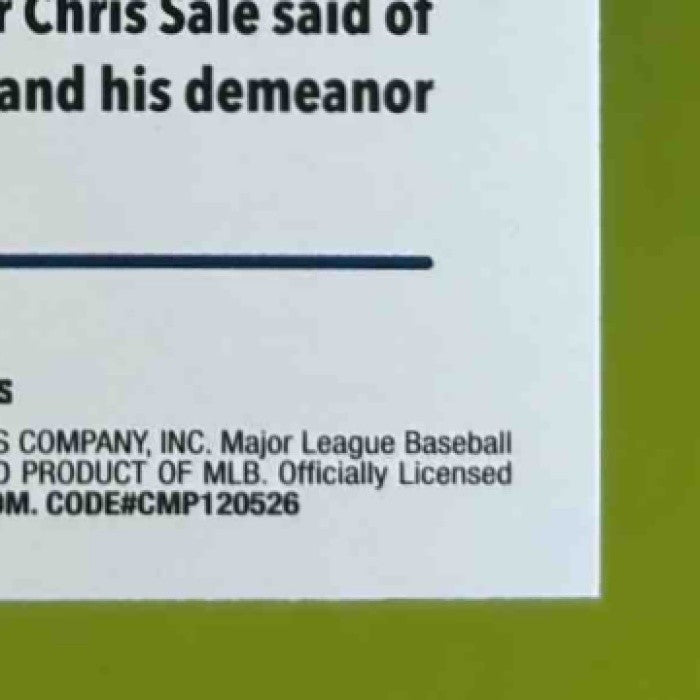 Chris Sale said of
and his demeanor
s
S COMPANY, INC. Major League Baseball
PRODUCT OF MLB. Officially Licensed
OM. CODE#CMP120526